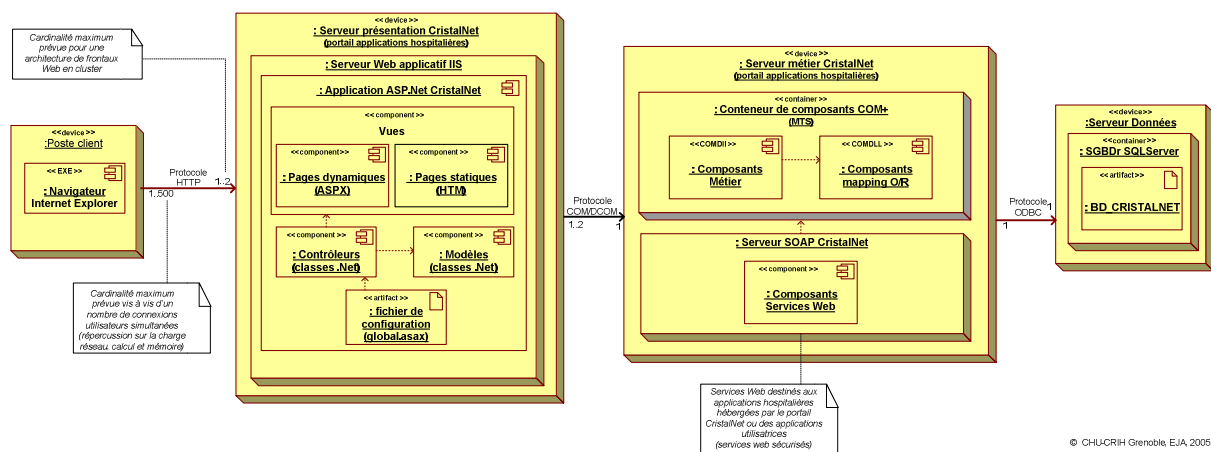 Cardinalité maximum
prévue pour une
architecture de frontaux
Web en cluster
<<device>>
:Poste client
<< EXE >>
: Navigateur
Internet Explorer
Protocole
HTTP
1..2
1..500
Cardinalité maximum
prévue vis à vis d'un
nombre de connexions
utilisateurs simultanées
(répercussion sur la charge
réseau, calcul et mémoire)
<< device >>
: Serveur présentation CristalNet
(portail applications hospitalières)
: Serveur Web applicatif IIS
: Application ASP.Net CristalNet
<< component >>
Vues
<< component>>
: Pages dynamiques
(ASPX)
<< component >>
: Pages statiques
(HTM)
<< component >>
: Contrôleurs
(classes .Net)
<<component >>
: Modèles
(classes .Net)
<< artifact >>
: fichier de
configuration
(global.asax)
Protocole
COM/DCOM
1..2
1
<<device >>
: Serveur métier CristalNet
(portail applications hospitalières)
<<container >>
: Conteneur de composants COM+
(MTS)
<<COMDll >>
: Composants
Métier
<< COMDLL >>
: Composants
mapping O/R
: Serveur SOAP CristalNet
<< component >>
: Composants
Services Web
Services Web destinés aux
applications hospitalières
hébergées par le portail
CristalNet ou des applications
utilisatrices
(services web sécurisés)
Protocole
ODBC
1
1
<<device>>
:Serveur Données
<<container>>
: SGBDr SQLServer
<< artifact >>
: BD_CRISTALNET
© CHU-CRIH Grenoble, EJA, 2005